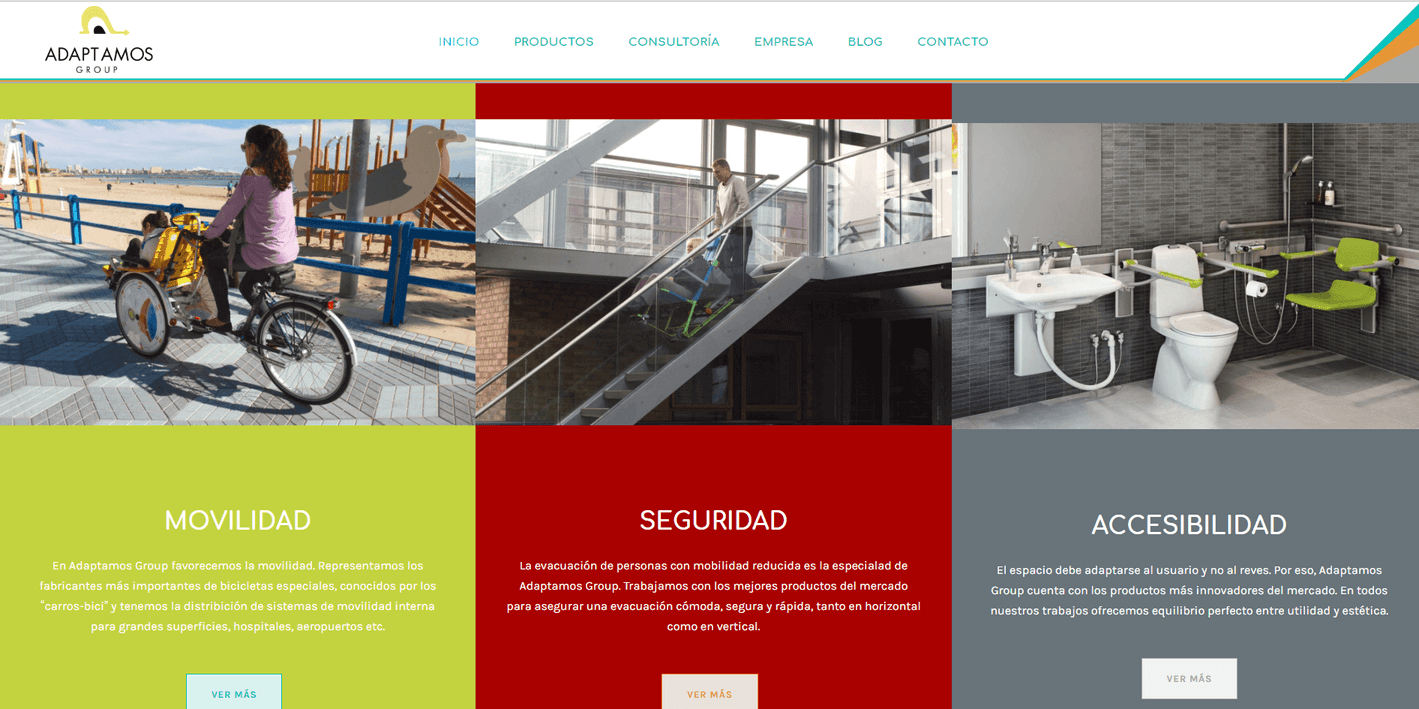 ADAPTAMOS
GROUP
INICIO
PRODUCTOS
CONSULTORÍA
EMPRESA
BLOG
CONTACTO
MOVILIDAD
En Adaptamos Group favorecemos la movilidad. Representamos los
fabricantes más importantes de bicicletas especiales, conocidos por los
"carros-bici" y tenemos la distribición de sistemas de movilidad interna
para grandes superficies, hospitales, aeropuertos etc.
VER MÁS
SEGURIDAD
La evacuación de personas con mobilidad reducida es la especialad de
Adaptamos Group. Trabajamos con los mejores productos del mercado
para asegurar una evacuación cómoda, segura y rápida, tanto en horizontal
como en vertical.
VER MÁS
ACCESIBILIDAD
El espacio debe adaptarse al usuario y no al reves. Por eso, Adaptamos
Group cuenta con los productos más innovadores del mercado. En todos
nuestros trabajos ofrecemos equilibrio perfecto entre utilidad y estética.
VER MÁS